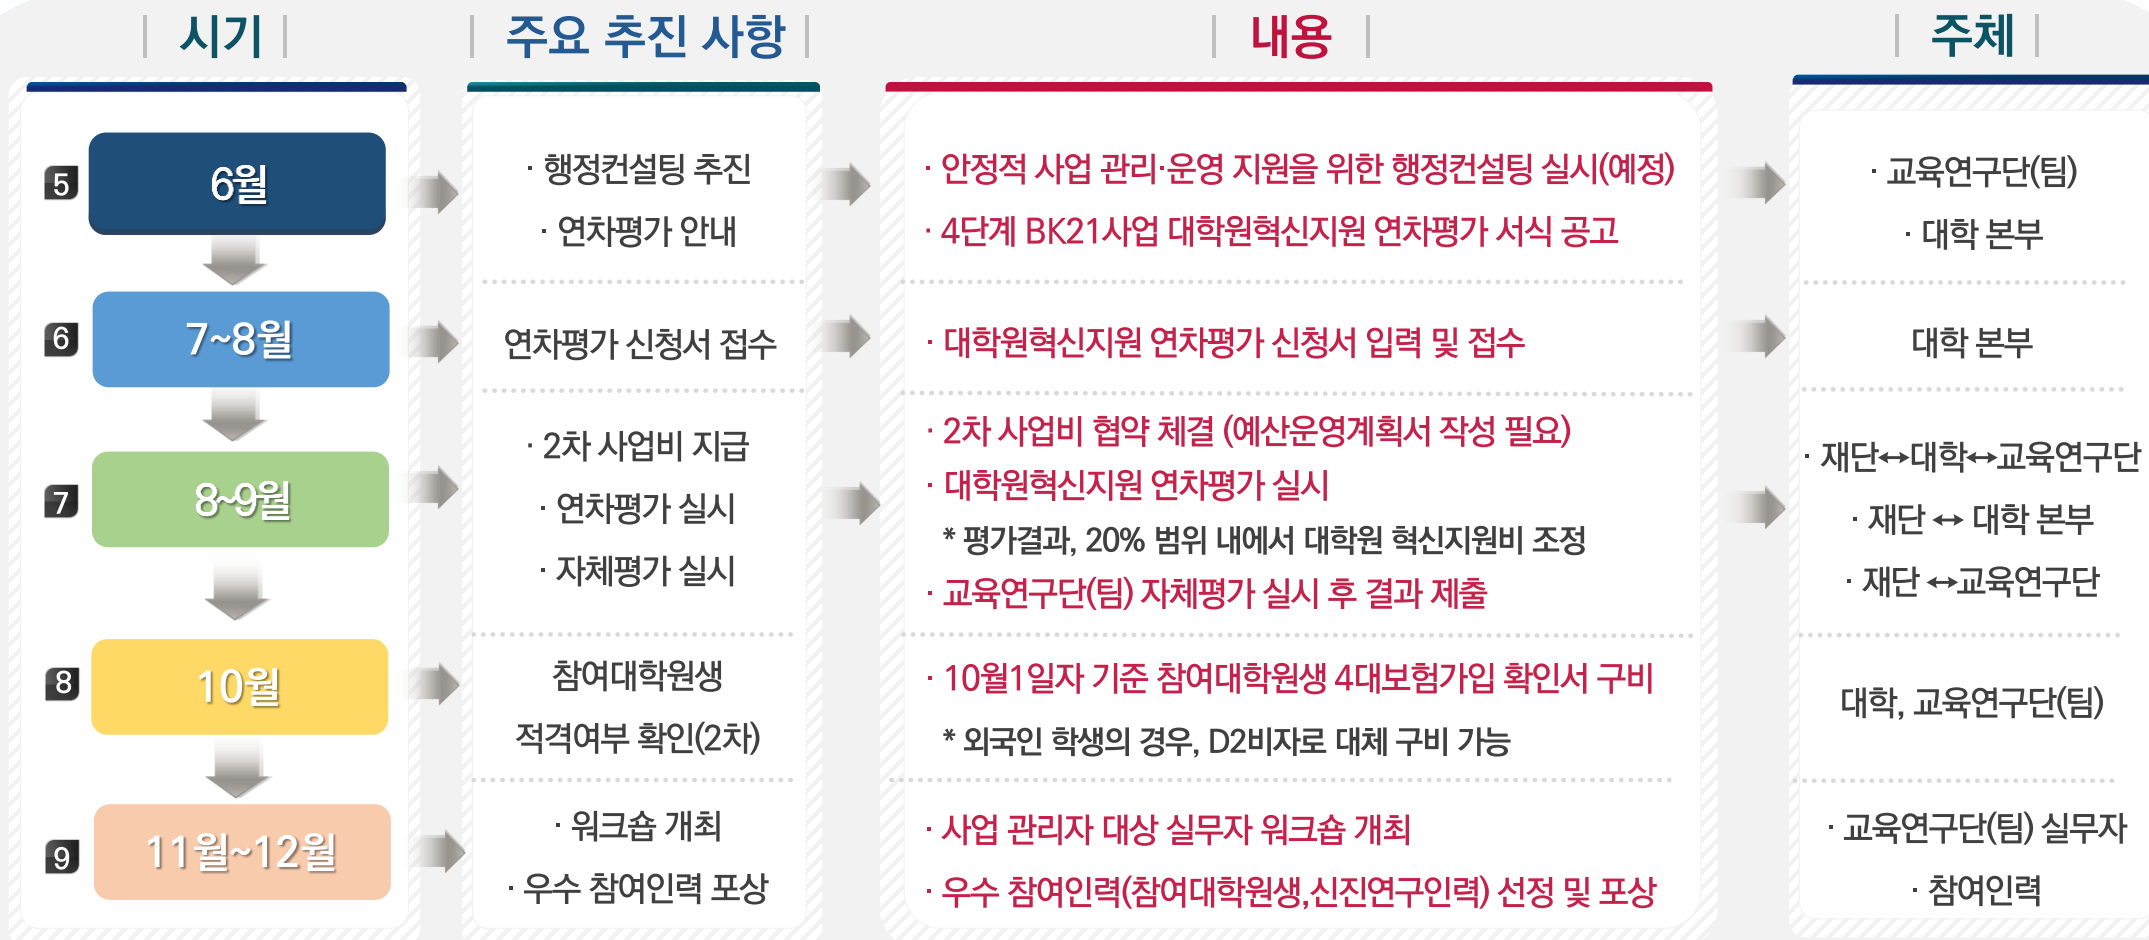 시기
주요 추진 사항
내용
주체
5
6월
· 행정컨설팅 추진
· 연차평가 안내
· 안정적 사업 관리·운영 지원을 위한 행정컨설팅 실시(예정)
· 4단계 BK21사업 대학원혁신지원 연차평가 서식 공고
· 교육연구단(팀)
· 대학 본부
6
7~8월
연차평가 신청서 접수
· 대학원혁신지원 연차평가 신청서 입력 및 접수
대학 본부
7
8~9월
· 2차 사업비 지급
· 연차평가 실시
· 자체평가 실시
· 2차 사업비 협약 체결 (예산운영계획서 작성 필요)
· 대학원혁신지원 연차평가 실시
* 평가결과, 20% 범위 내에서 대학원 혁신지원비 조정
· 교육연구단(팀) 자체평가 실시 후 결과 제출
· 재단↔대학↔교육연구단
· 재단 ↔ 대학 본부
· 재단 ↔교육연구단
8
10월
참여대학원생
적격여부 확인(2차)
· 10월1일자 기준 참여대학원생 4대보험가입 확인서 구비
* 외국인 학생의 경우, D2비자로 대체 구비 가능
대학, 교육연구단(팀)
9
11월~12월
· 워크숍 개최
· 우수 참여인력 포상
· 사업 관리자 대상 실무자 워크숍 개최
· 우수 참여인력(참여대학원생,신진연구인력) 선정 및 포상
· 교육연구단(팀) 실무자
· 참여인력